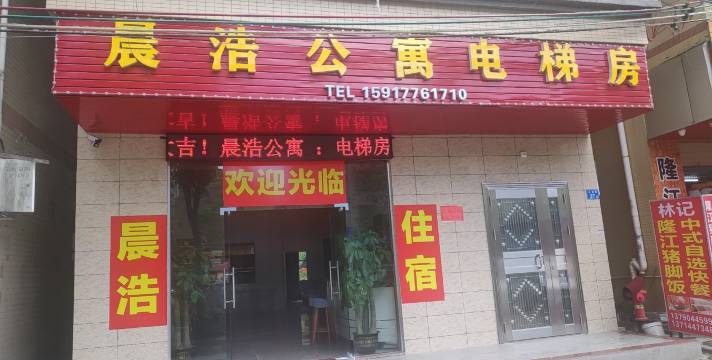 晨浩公寓电梯房
TEL 15917761710
吉！晨浩公寓：电梯房
欢迎光临
晨浩
住宿
隆江
林记
中式自选快餐
隆江猪脚饭